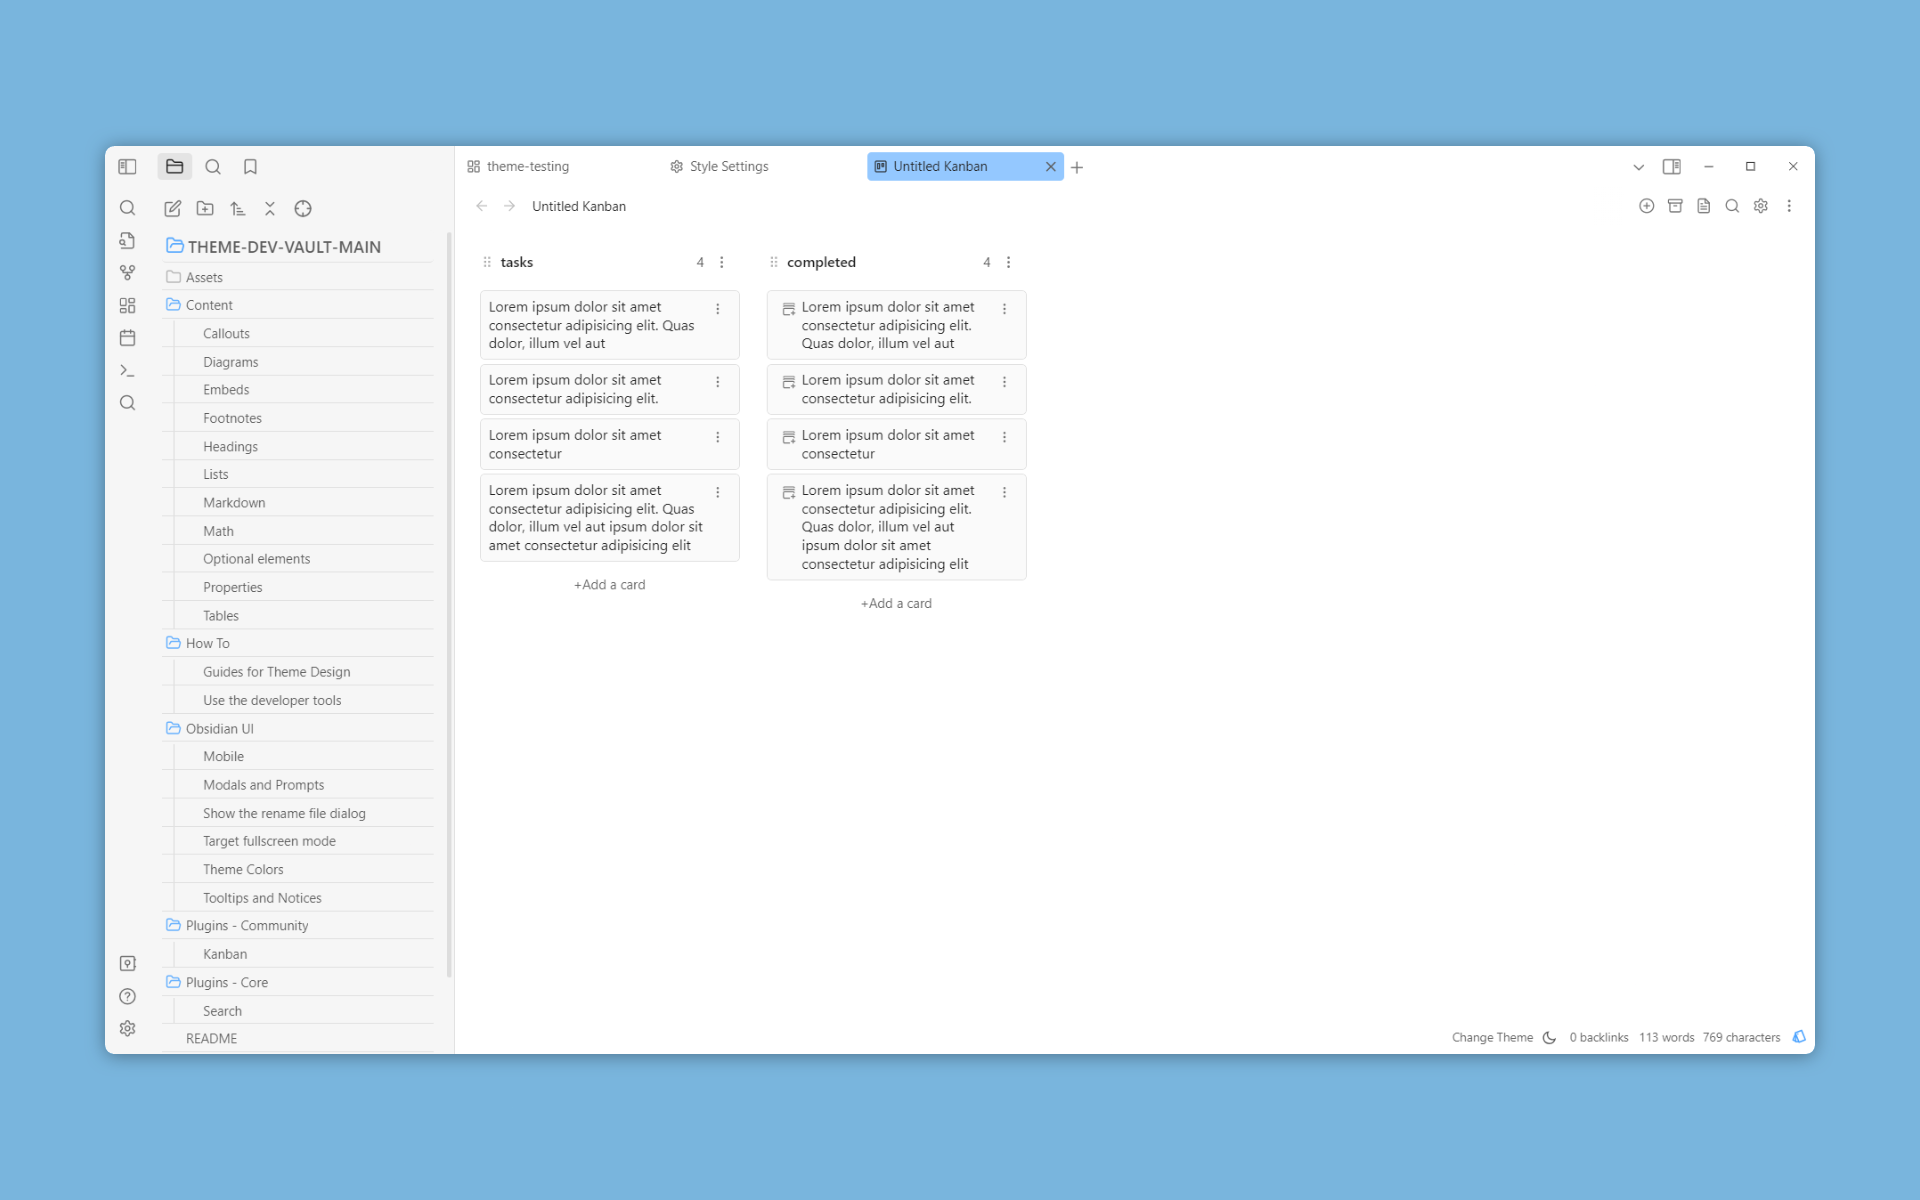 theme-testing
Style Settings
Untitled Kanban
Untitled Kanban
THEME-DEV-VAULT-MAIN
Assets
Content
Callouts
Diagrams
Embeds
Footnotes
Headings
Lists
Markdown
Math
Optional elements
Properties
Tables
How To
Guides for Theme Design
Use the developer tools
Obsidian UI
Mobile
Modals and Prompts
Show the rename file dialog
Target fullscreen mode
Theme Colors
Tooltips and Notices
Plugins - Community
Kanban
Plugins - Core
Search
README
tasks 4
Lorem ipsum dolor sit amet
consectetur adipisicing elit. Quas
dolor, illum vel aut
Lorem ipsum dolor sit amet
consectetur adipisicing elit.
Lorem ipsum dolor sit amet
consectetur
Lorem ipsum dolor sit amet
consectetur adipisicing elit. Quas
dolor, illum vel aut ipsum dolor sit
amet consectetur adipisicing elit
+Add a card
completed 4
Lorem ipsum dolor sit amet
consectetur adipisicing elit.
Quas dolor, illum vel aut
Lorem ipsum dolor sit amet
consectetur adipisicing elit.
Lorem ipsum dolor sit amet
consectetur
Lorem ipsum dolor sit amet
consectetur adipisicing elit.
Quas dolor, illum vel aut
ipsum dolor sit amet
consectetur adipisicing elit
+Add a card
Change Theme 0 backlinks 113 words 769 characters